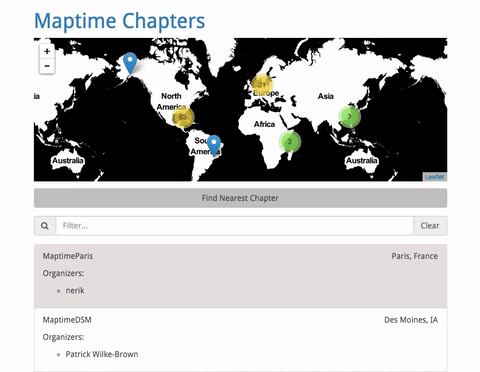 Maptime Chapters
+
−
ia
North
America
63
21
Europe
Asia
Africa
3
3
South
America
Australia
Australia
Leaflet
Find Nearest Chapter
Filter...
Clear
MaptimeParis
Paris, France
Organizers:
nerik
MaptimeDSM
Des Moines, IA
Organizers:
Patrick Wilke-Brown